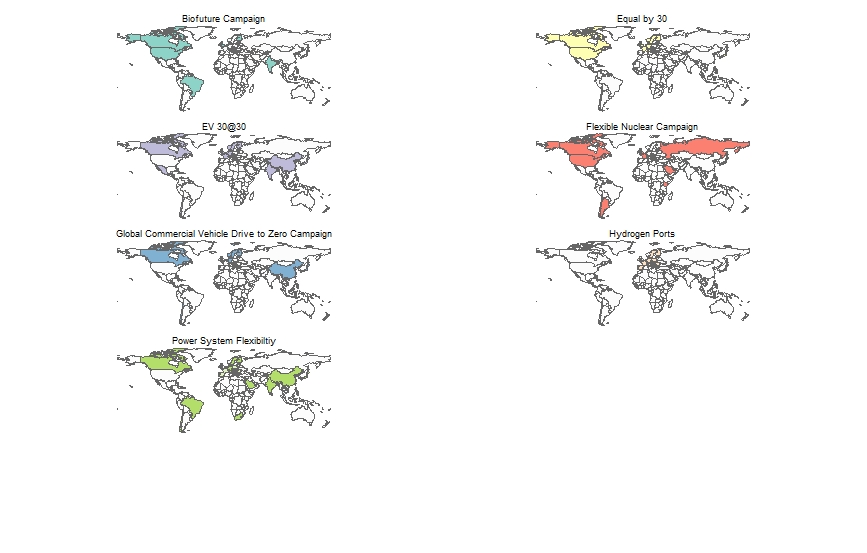 Biofuture Campaign
Equal by 30
EV 30@30
Flexible Nuclear Campaign
Global Commercial Vehicle Drive to Zero Campaign
Hydrogen Ports
Power System Flexibiltiy